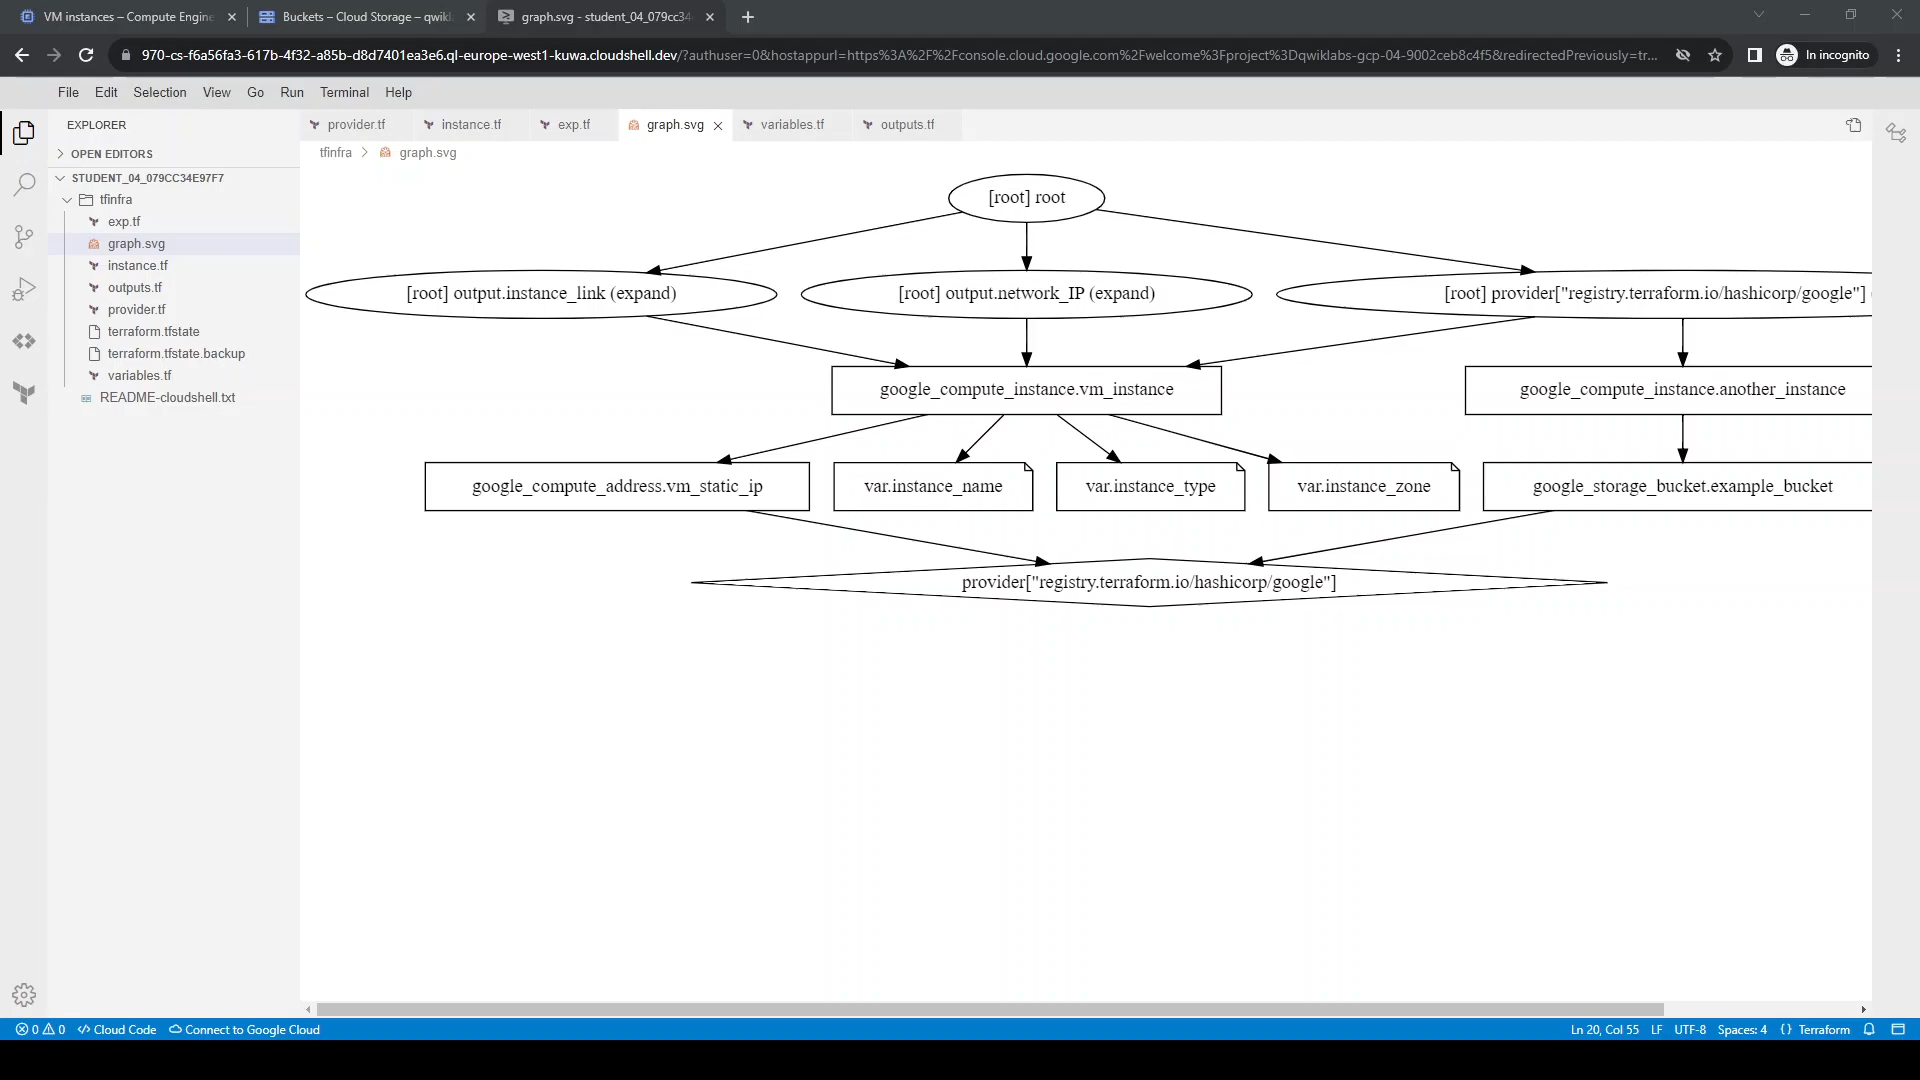 VM instances – Compute Engine
Buckets – Cloud Storage – qwikl
graph.svg - student_04_079cc34
970-cs-f6a56fa3-617b-4f32-a85b-d8d7401ea3e6.ql-europe-west1-kuwa.cloudshell.dev/?authuser=0&hostappurl=https%3A%2F%2Fconsole.cloud.google.com%2Fwelcome%3Fproject%3Dqwiklabs-gcp-04-9002ceb8c4f5&redirectedPreviously=tr...
In incognito
File Edit Selection View Go Run Terminal Help
EXPLORER
OPEN EDITORS
STUDENT_04_079CC34E97F7
tfinfra
exp.tf
graph.svg
instance.tf
outputs.tf
provider.tf
terraform.tfstate
terraform.tfstate.backup
variables.tf
README-cloudshell.txt
provider.tf instance.tf exp.tf graph.svg variables.tf outputs.tf
tfinfra > graph.svg
[root] root
[root] output.instance_link (expand)
[root] output.network_IP (expand)
[root] provider["registry.terraform.io/hashicorp/google"]
google_compute_instance.vm_instance
google_compute_instance.another_instance
google_compute_address.vm_static_ip
var.instance_name
var.instance_type
var.instance_zone
google_storage_bucket.example_bucket
provider["registry.terraform.io/hashicorp/google"]
0 0 Cloud Code Connect to Google Cloud
Ln 20, Col 55 LF UTF-8 Spaces: 4 {} Terraform